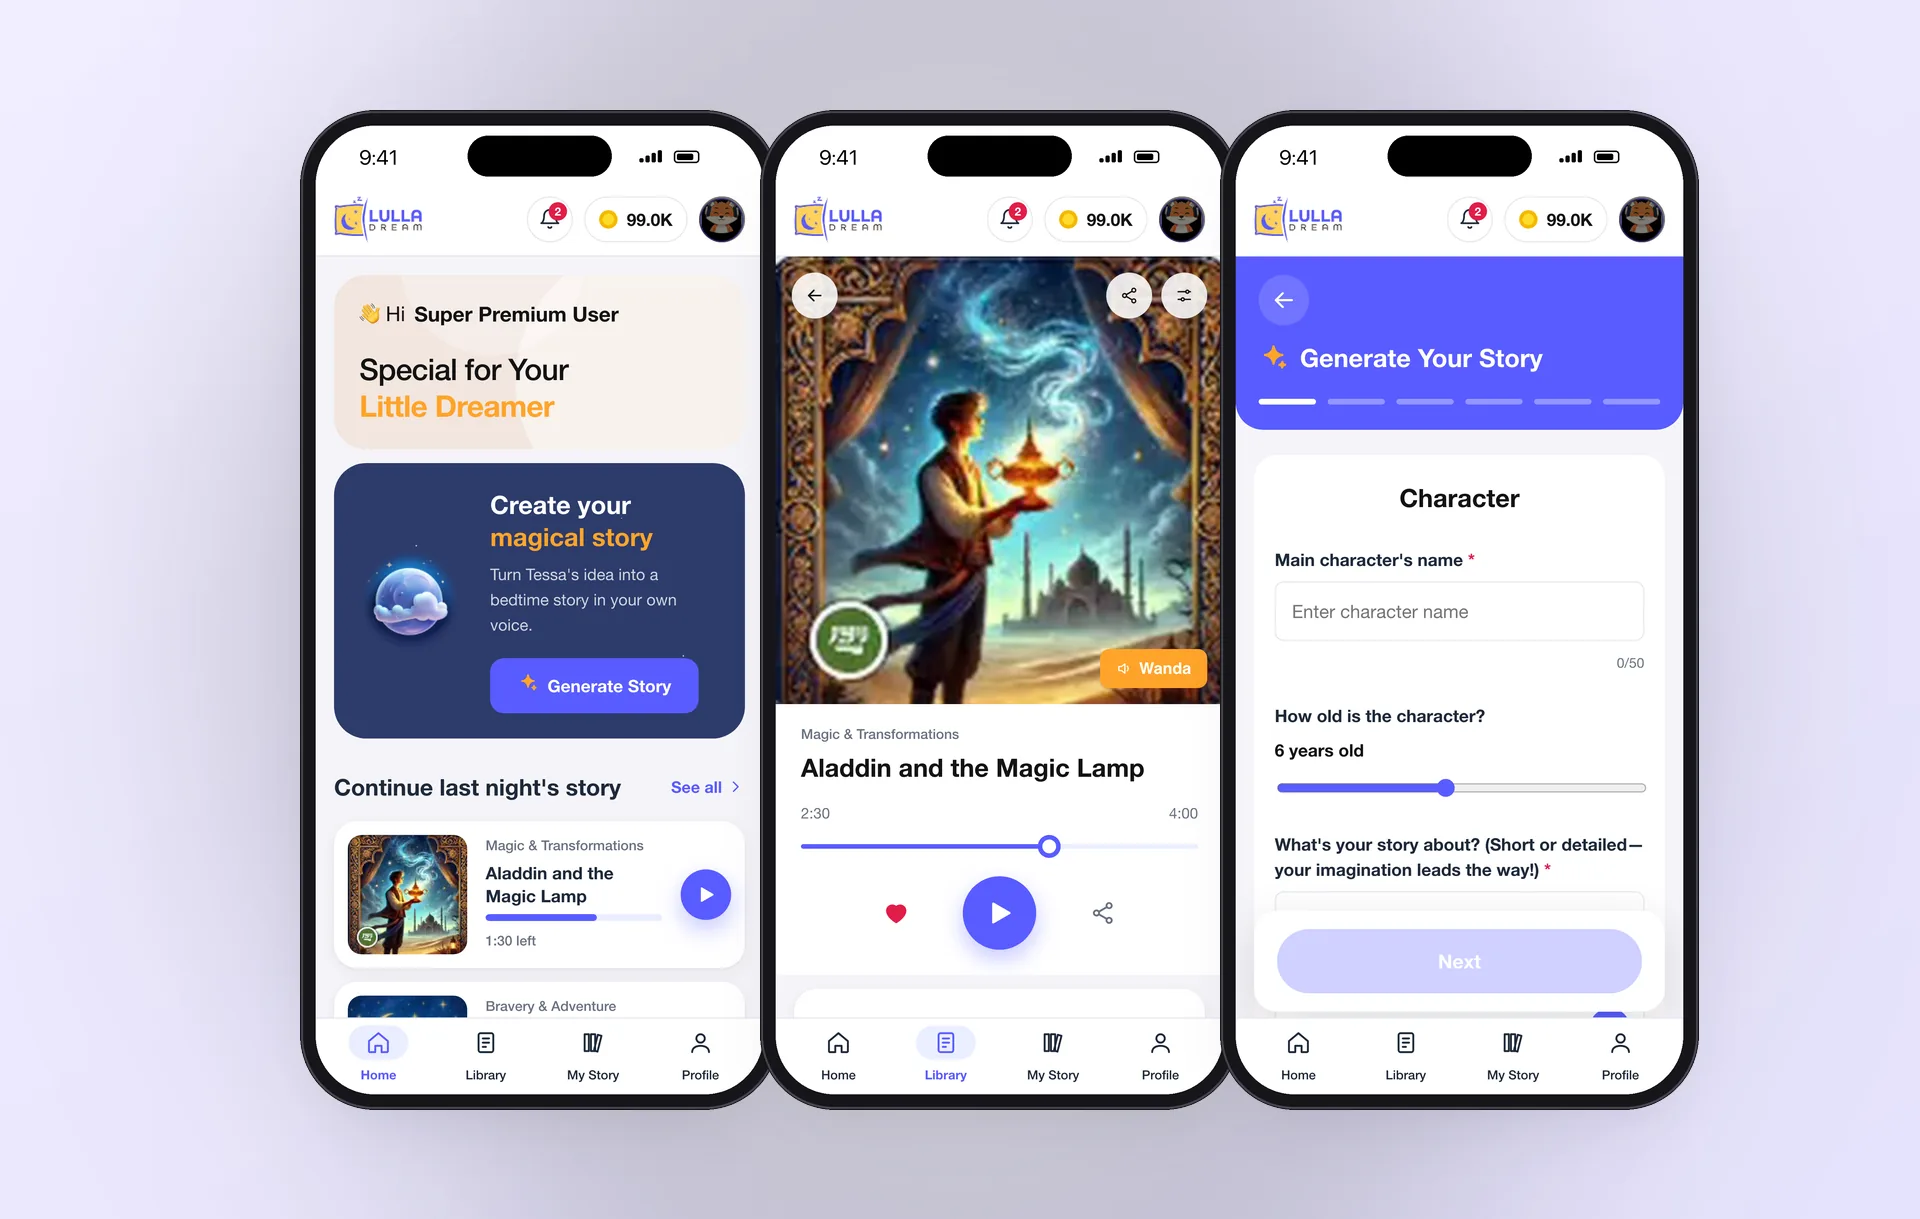 9:41
LULLA
DREAM
2
99.0K
👋 Hi Super Premium User
Special for Your
Little Dreamer
Create your
magical story
Turn Tessa's idea into a
bedtime story in your own
voice.
Generate Story
Continue last night's story
See all
Magic & Transformations
Aladdin and the
Magic Lamp
1:30 left
Bravery & Adventure
Home
Library
My Story
Profile
9:41
LULLA
DREAM
2
99.0K
Wanda
Magic & Transformations
Aladdin and the Magic Lamp
2:30
4:00
Home
Library
My Story
Profile
9:41
LULLA
DREAM
2
99.0K
Generate Your Story
Character
Main character's name *
Enter character name
0/50
How old is the character?
6 years old
What's your story about? (Short or detailed—
your imagination leads the way!) *
Next
Home
Library
My Story
Profile